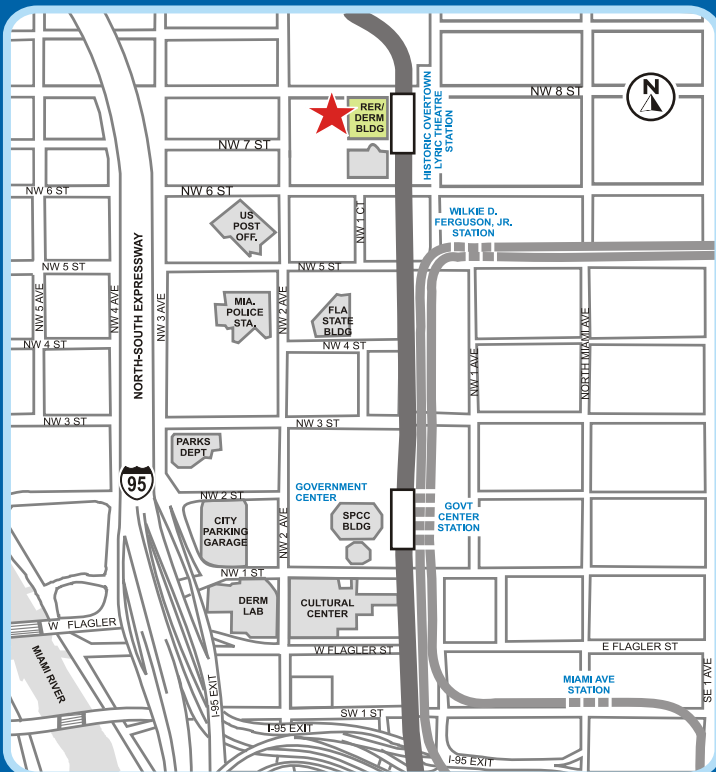 N
NW 8 ST
RER/
DERM
BLDG
HISTORIC OVERTOWN
LYRIC THEATRE
STATION
NW 7 ST
NW 6 ST
NW 6 ST
US
POST
OFF.
NW 1 CT
WILKIE D.
FERGUSON, JR.
STATION
NW 5 ST
NW 5 ST
NW 5 AVE
NW 4 AVE
NORTH-SOUTH EXPRESSWAY
NW 3 AVE
MIA.
POLICE
STA.
NW 2 AVE
FLA
STATE
BLDG
NW 4 ST
NW 4 ST
NW 1 AVE
NORTH MIAMI AVE
NW 3 ST
NW 3 ST
PARKS
DEPT
95
NW 2 ST
GOVERNMENT
CENTER
CITY
PARKING
GARAGE
NW 2 AVE
SPCC
BLDG
GOVT
CENTER
STATION
NW 1 ST
DERM
LAB
CULTURAL
CENTER
W FLAGLER
W FLAGLER ST
E FLAGLER ST
MIAMI RIVER
I-95 EXIT
MIAMI AVE
STATION
SE 1 AVE
SW 1 ST
I-95 EXIT
I-95 EXIT